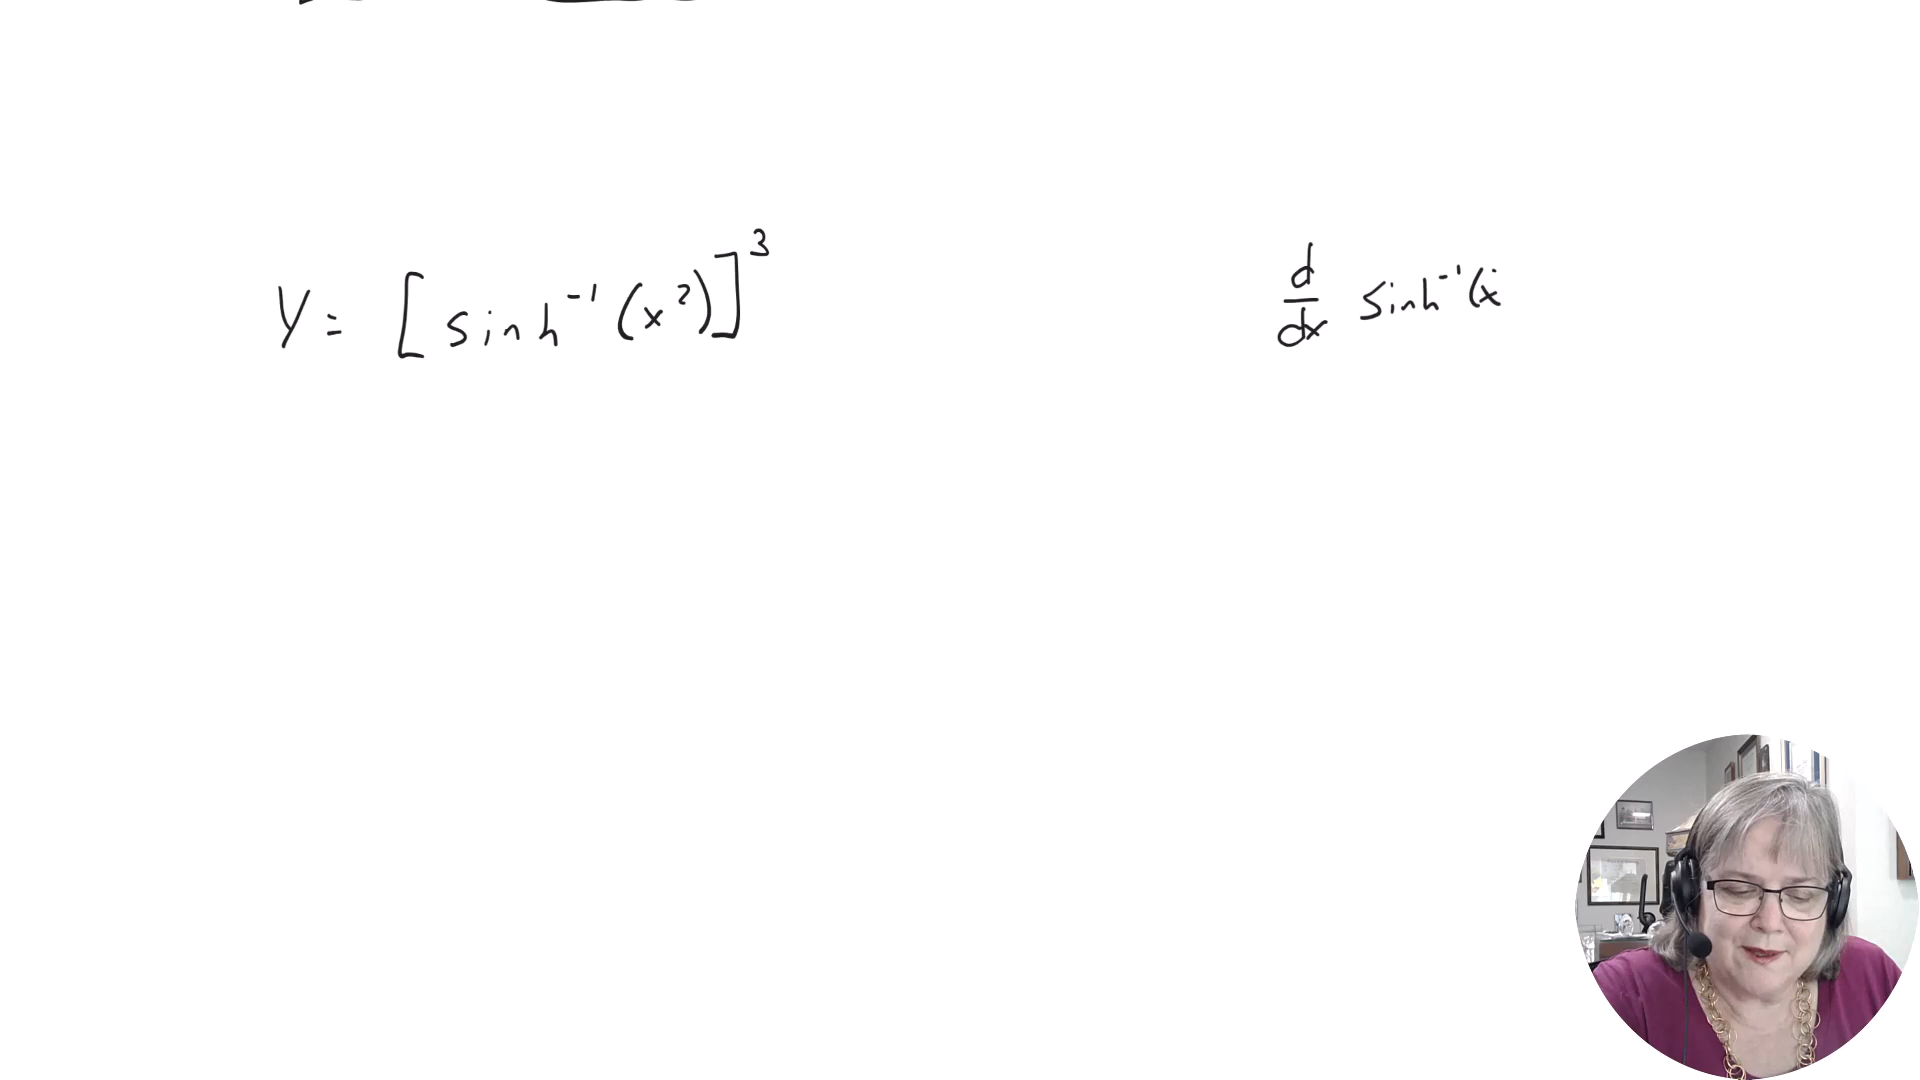 y = [sinh⁻¹(x²)]³
d/dx sinh⁻¹(x